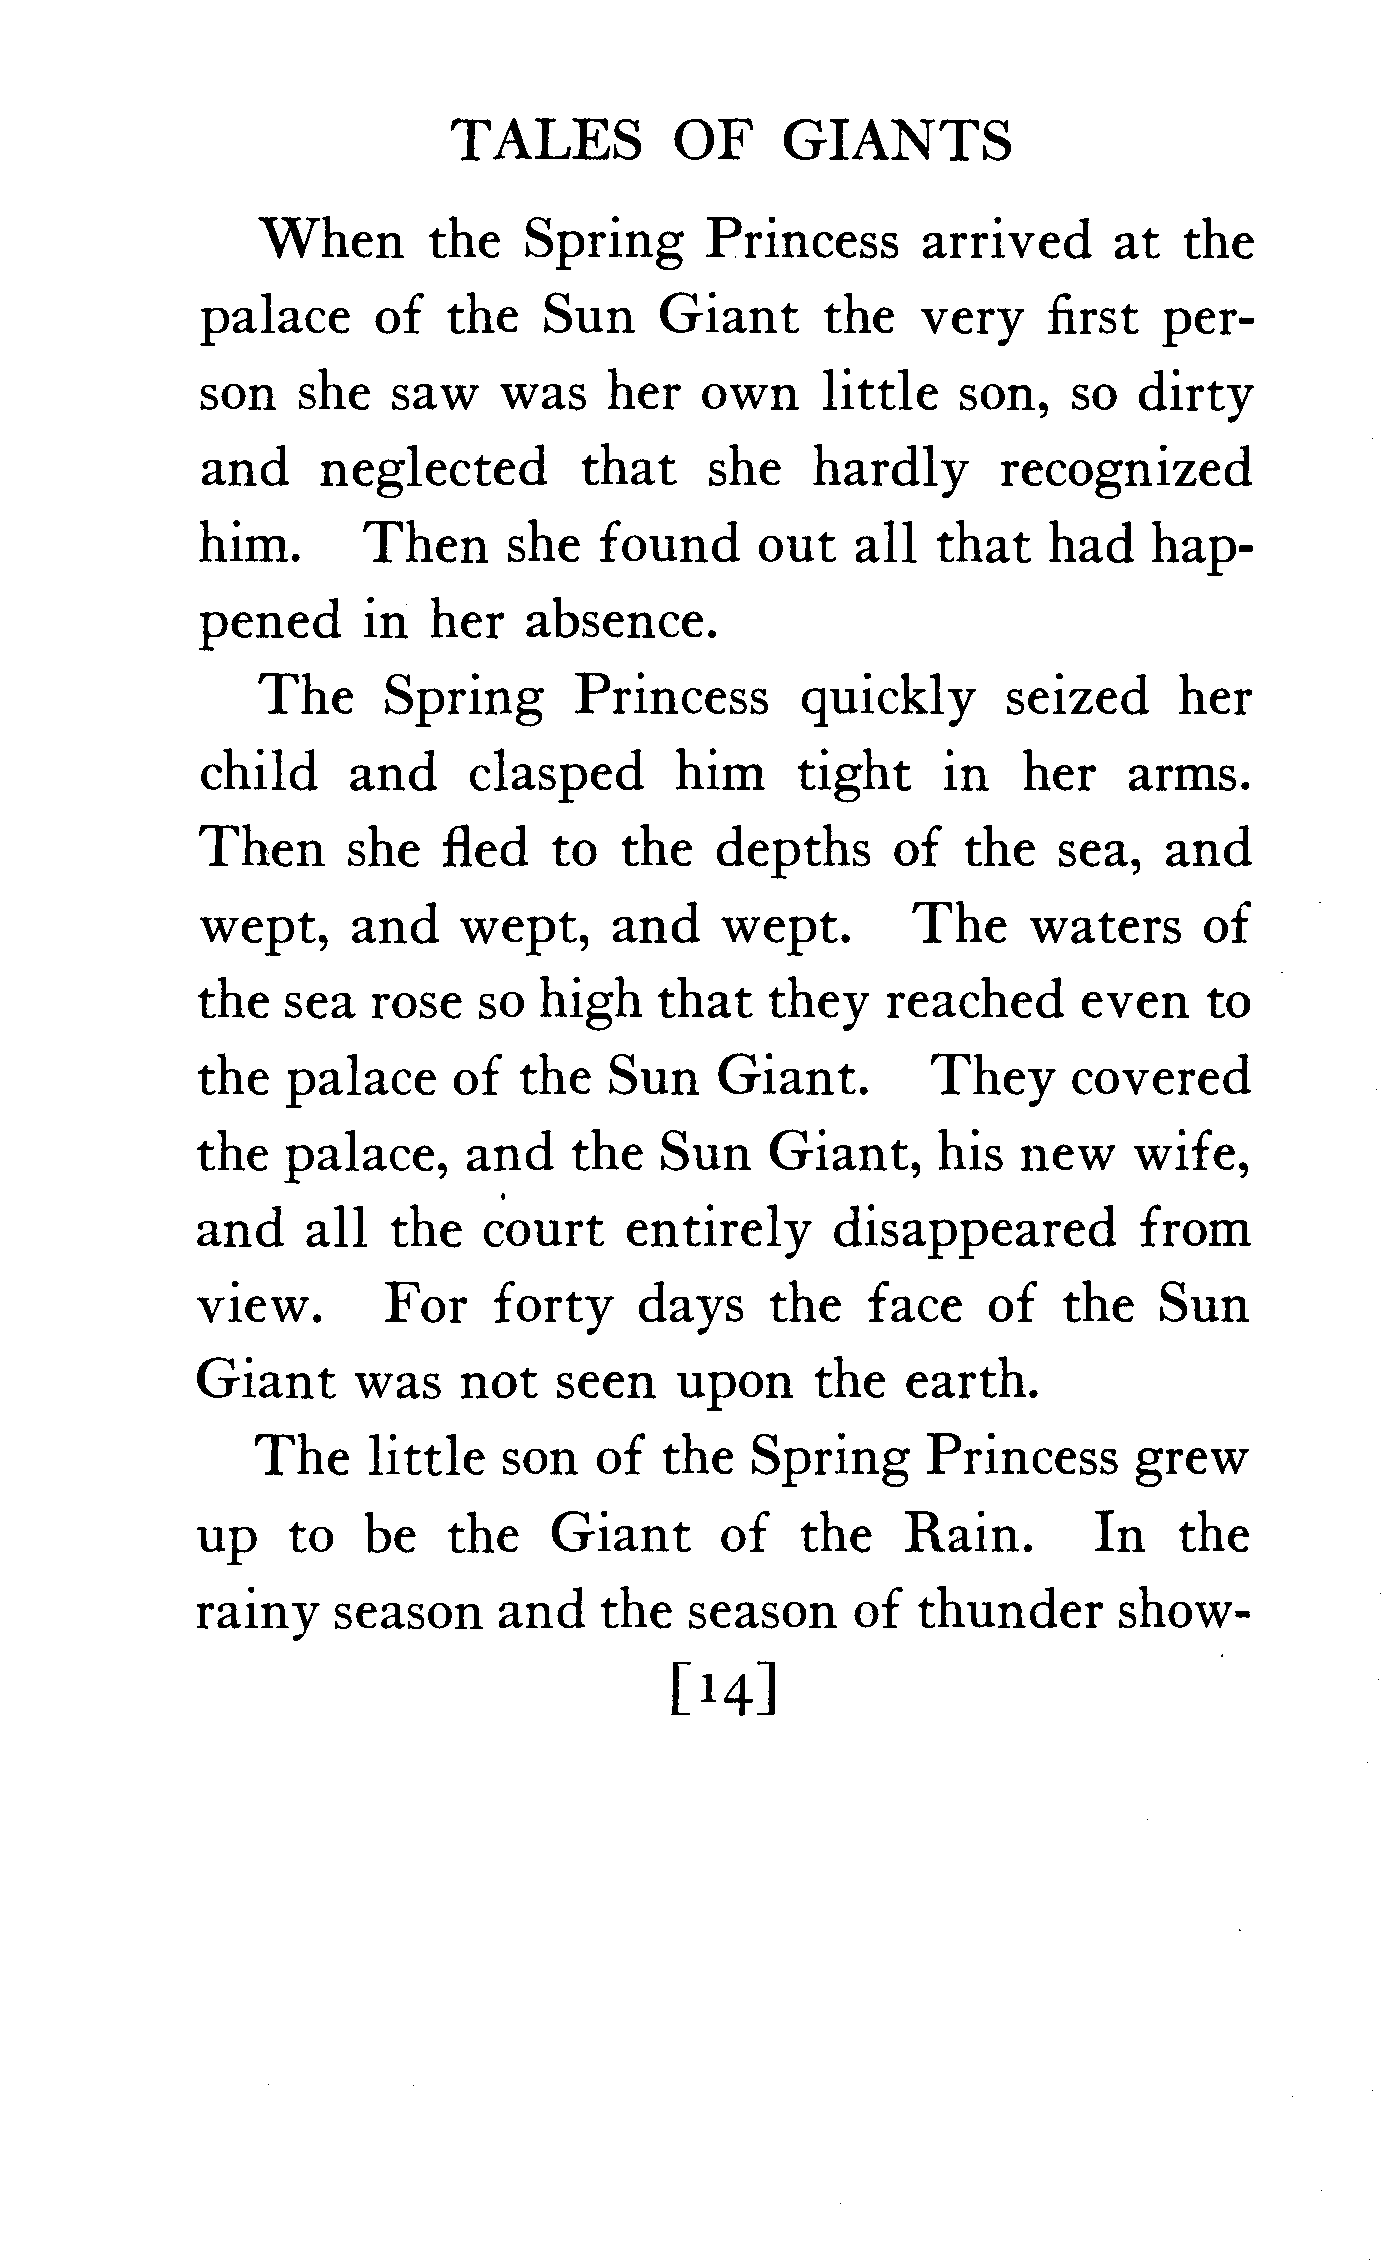 TALES OF GIANTS
When the Spring Princess arrived at the
palace of the Sun Giant the very first per-
son she saw was her own little son, so dirty
and neglected that she hardly recognized
him. Then she found out all that had hap-
pened in her absence.
The Spring Princess quickly seized her
child and clasped him tight in her arms.
Then she fled to the depths of the sea, and
wept, and wept, and wept. The waters of
the sea rose so high that they reached even to
the palace of the Sun Giant. They covered
the palace, and the Sun Giant, his new wife,
and all the court entirely disappeared from
view. For forty days the face of the Sun
Giant was not seen upon the earth.
The little son of the Spring Princess grew
up to be the Giant of the Rain. In the
rainy season and the season of thunder show-
[14]